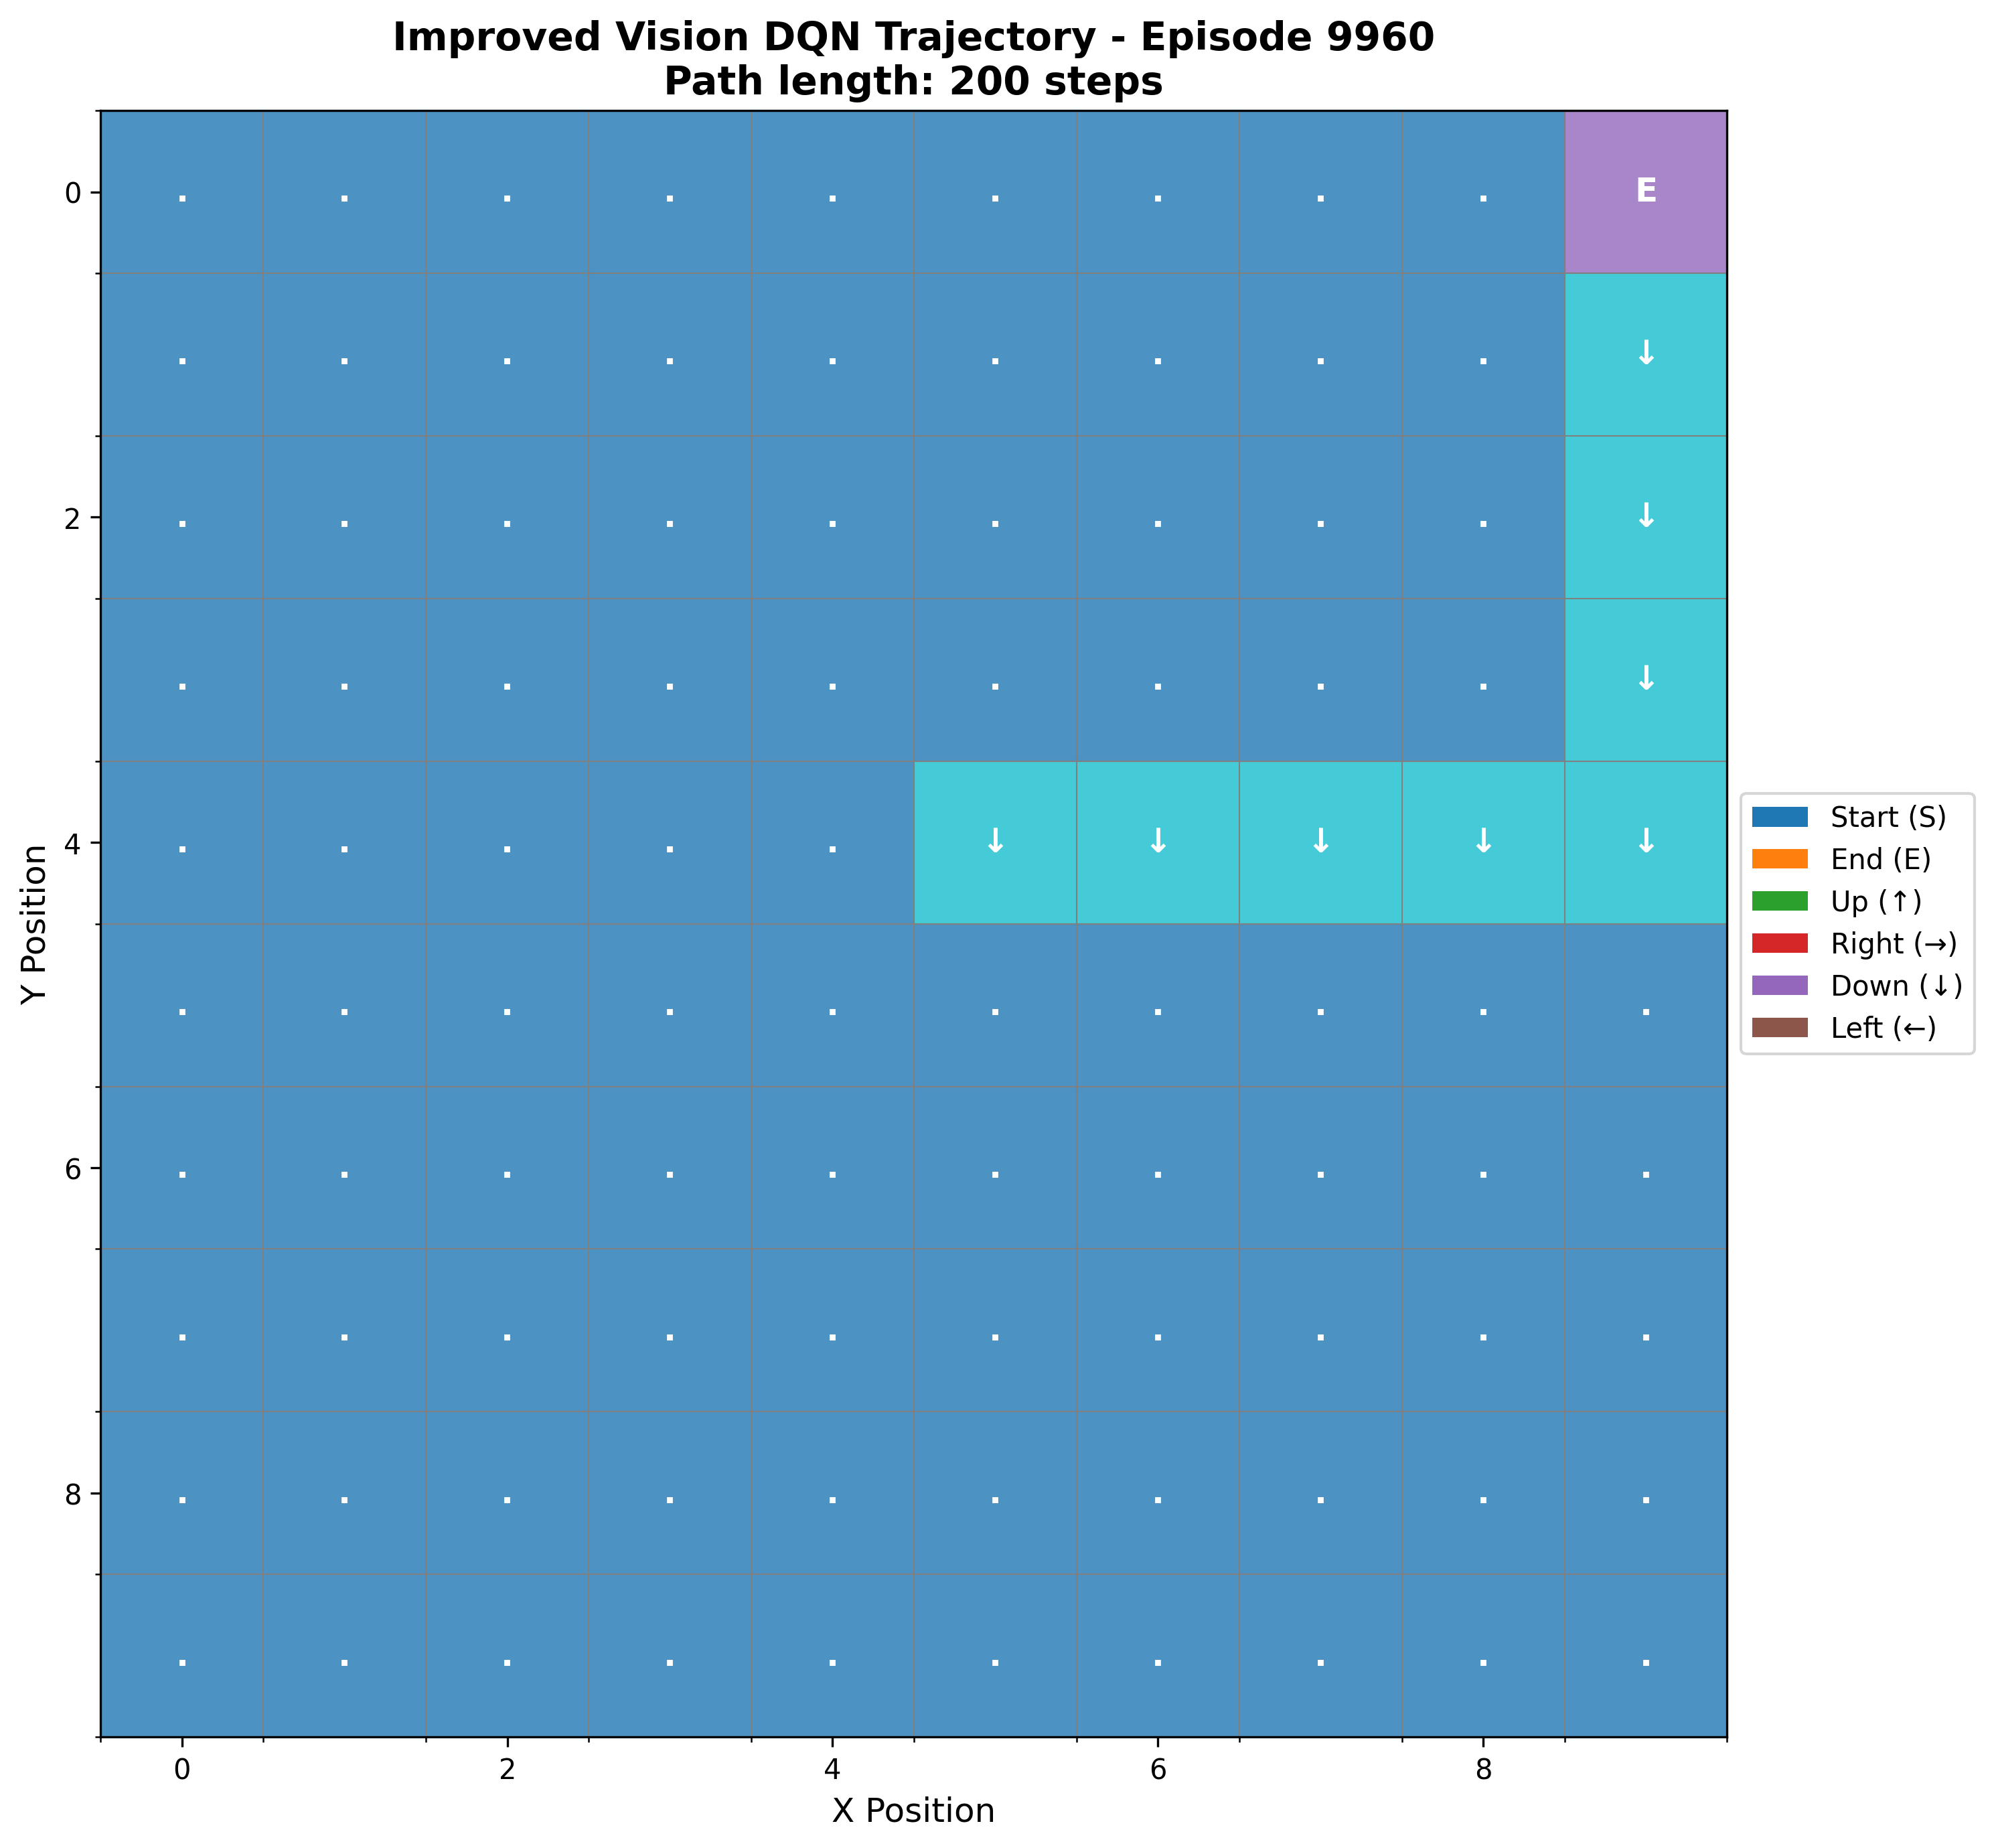 Improved Vision DQN Trajectory - Episode 9960
Path length: 200 steps
0 . . . . . . . . . E
. . . . . . . . . ↓
2 . . . . . . . . . ↓
. . . . . . . . . ↓
4 . . . . . ↓ ↓ ↓ ↓ ↓
. . . . . . . . . .
6 . . . . . . . . . .
. . . . . . . . . .
8 . . . . . . . . . .
. . . . . . . . . .
0 2 4 6 8
X Position
Y Position
Start (S)
End (E)
Up (↑)
Right (→)
Down (↓)
Left (←)